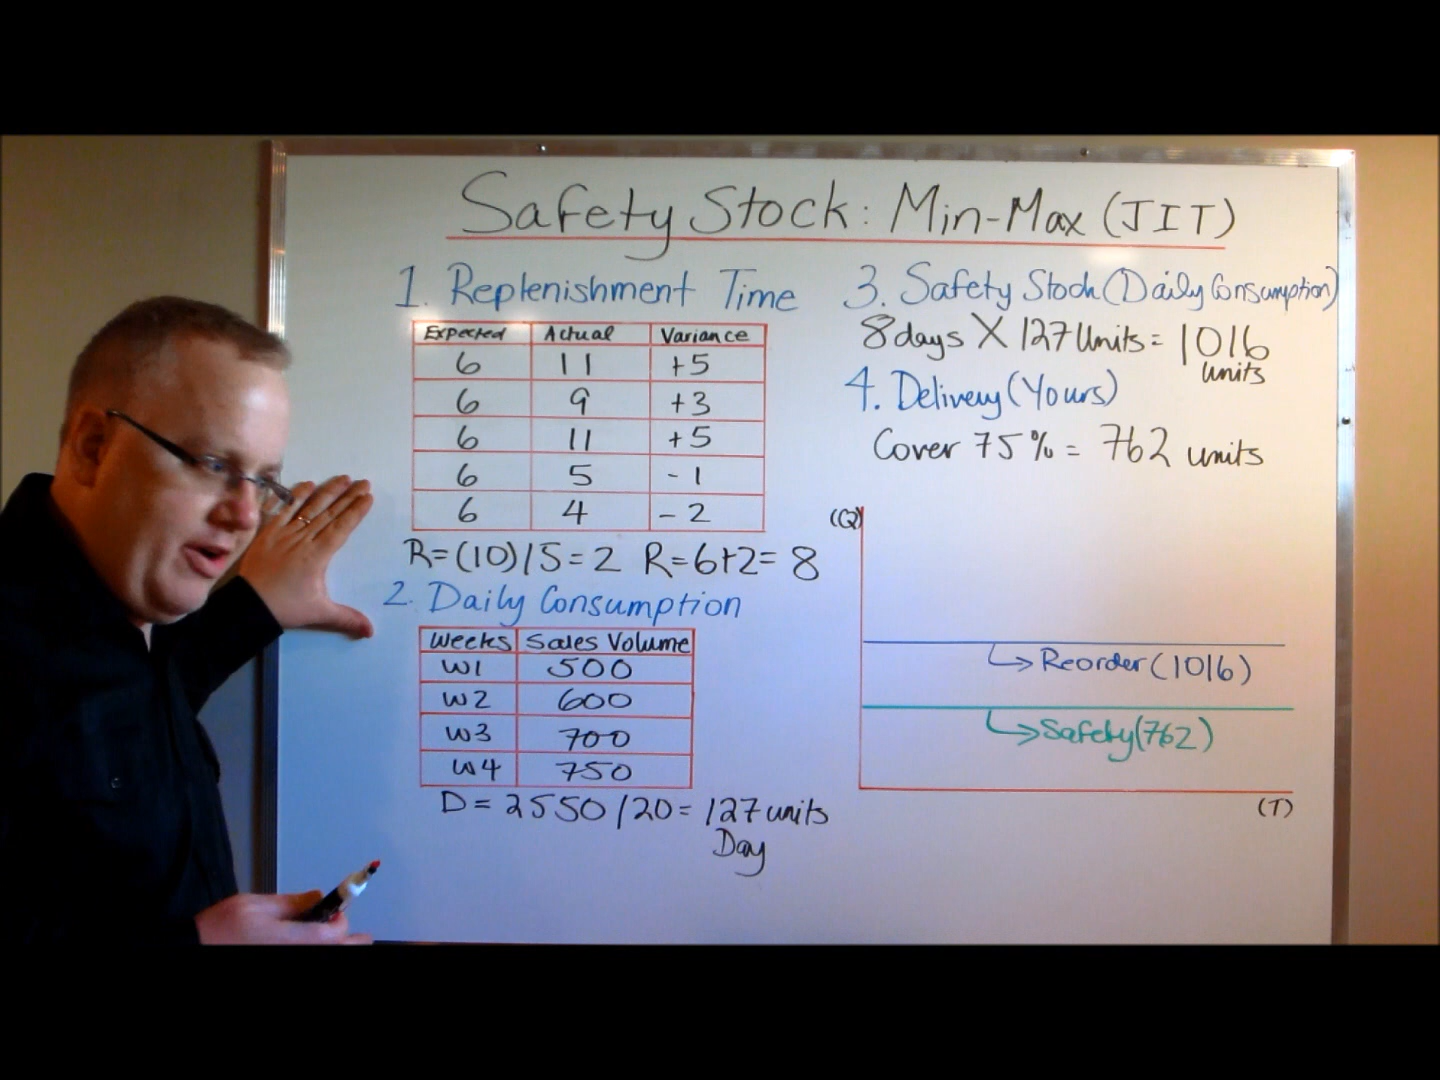 Safety Stock: Min-Max (JIT)
1. Replenishment Time
Expected Actual Variance
6 11 +5
6 9 +3
6 11 +5
6 5 -1
6 4 -2
R=(10)/5=2 R=6+2=8
2. Daily Consumption
Weeks Sales Volume
W1 500
W2 600
W3 700
W4 750
D=2550/20=127 units
Day
3. Safety Stock (Daily Consumption)
8 days X 127 Units = 1016
Units
4. Delivery (Yours)
Cover 75% = 762 units
(Q)
Reorder (1016)
Safety (762)
(T)